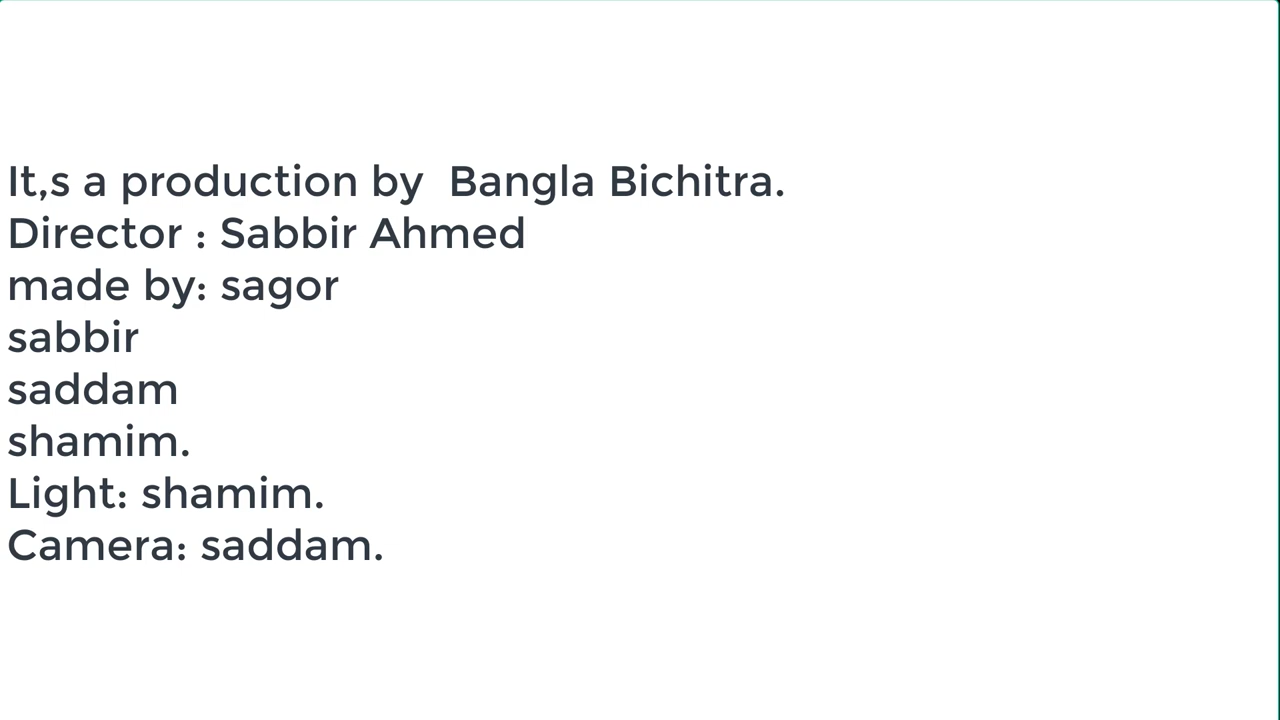 It,s a production by  Bangla Bichitra.
Director : Sabbir Ahmed
made by: sagor
sabbir
saddam
shamim.
Light: shamim.
Camera: saddam.